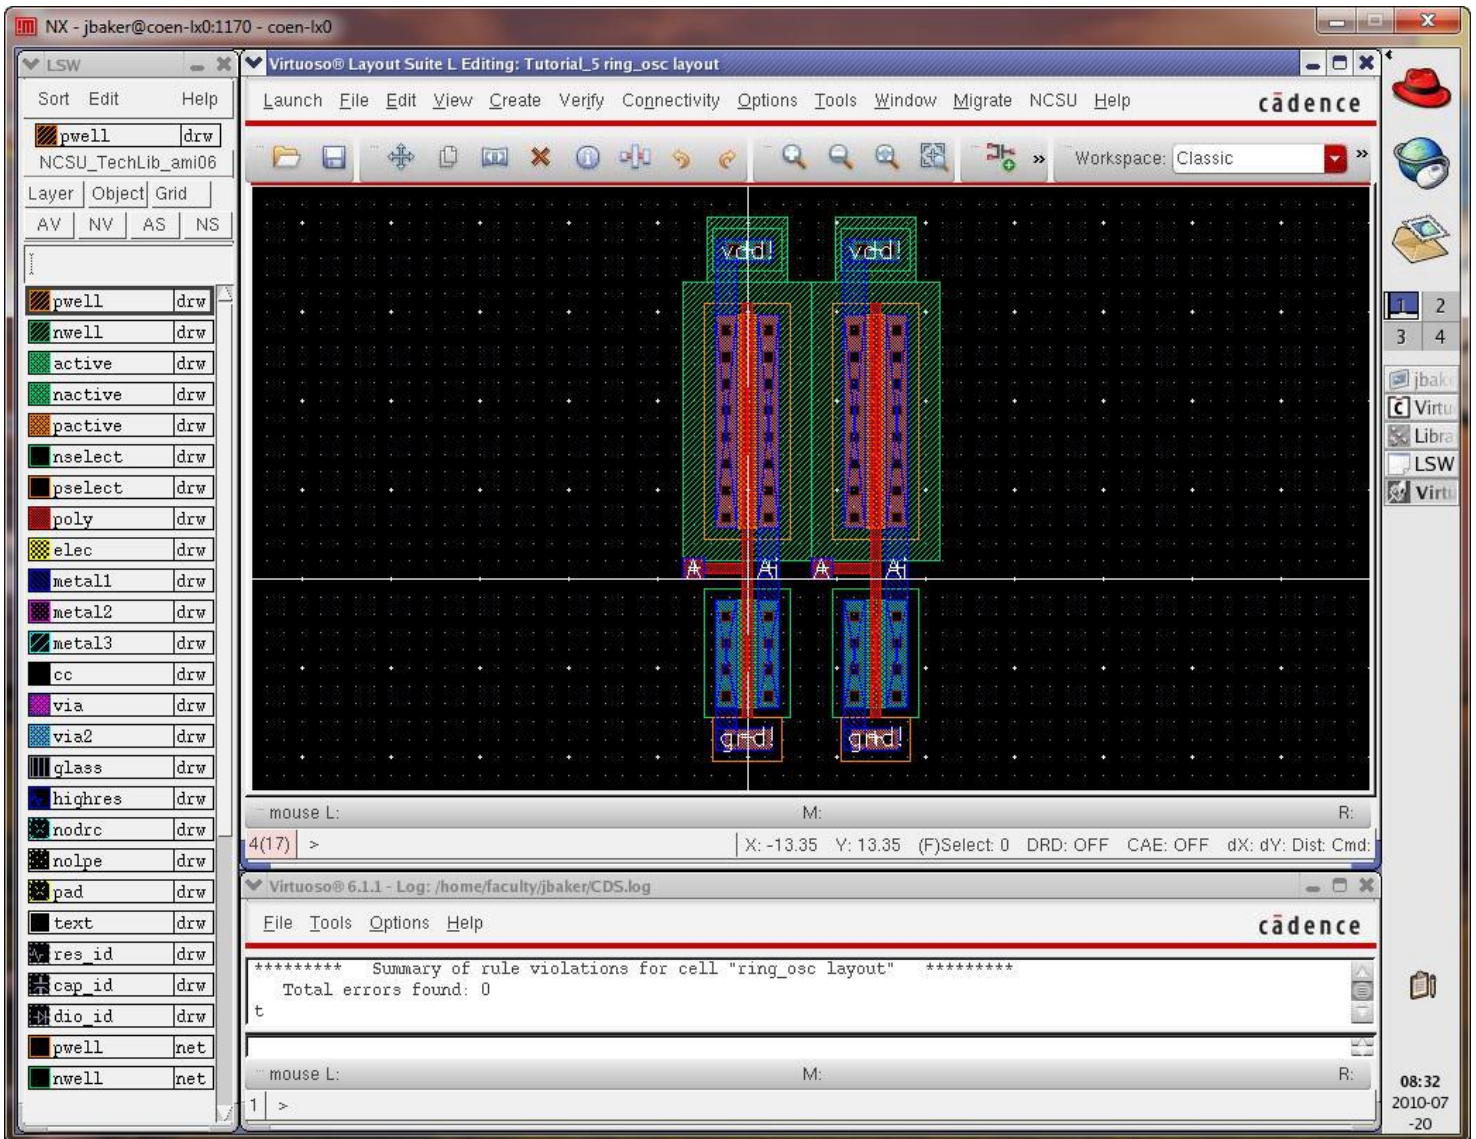 NX - jbaker@coen-lx0:1170 - coen-lx0
LSW
Sort Edit Help
pwell drw
NCSU_TechLib_ami06
Layer Object Grid
AV NV AS NS
pwell drw
nwell drw
active drw
nactive drw
pactive drw
nselect drw
pselect drw
poly drw
elec drw
metal1 drw
metal2 drw
metal3 drw
cc drw
via drw
via2 drw
glass drw
highres drw
nodrc drw
nolpe drw
pad drw
text drw
res_id drw
cap_id drw
dio_id drw
pwell net
nwell net
Virtuoso® Layout Suite L Editing: Tutorial_5 ring_osc layout
Launch File Edit View Create Verify Connectivity Options Tools Window Migrate NCSU Help
cādence
» Workspace: Classic »
vdd! vdd!
A Ai A Ai
gnd! gnd!
mouse L: M: R:
4(17) > X: -13.35 Y: 13.35 (F)Select: 0 DRD: OFF CAE: OFF dX: dY: Dist: Cmd:
Virtuoso® 6.1.1 - Log: /home/faculty/jbaker/CDS.log
File Tools Options Help
cādence
********* Summary of rule violations for cell "ring_osc layout" *********
Total errors found: 0
t
mouse L: M: R:
1 >
1 2
3 4
jbak
Virtu
Libra
LSW
Virtu
08:32
2010-07
-20